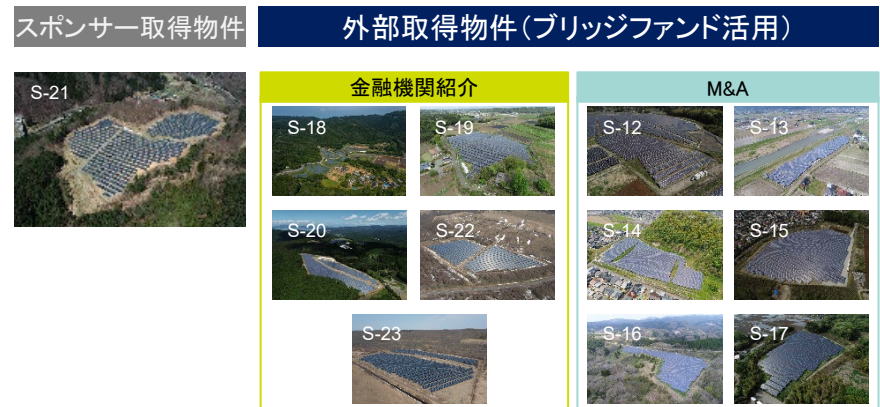 スポンサー取得物件
外部取得物件(ブリッジファンド活用)
S-21
金融機関紹介
S-18
S-19
S-20
S-22
S-23
M&A
S-12
S-13
S-14
S-15
S-16
S-17